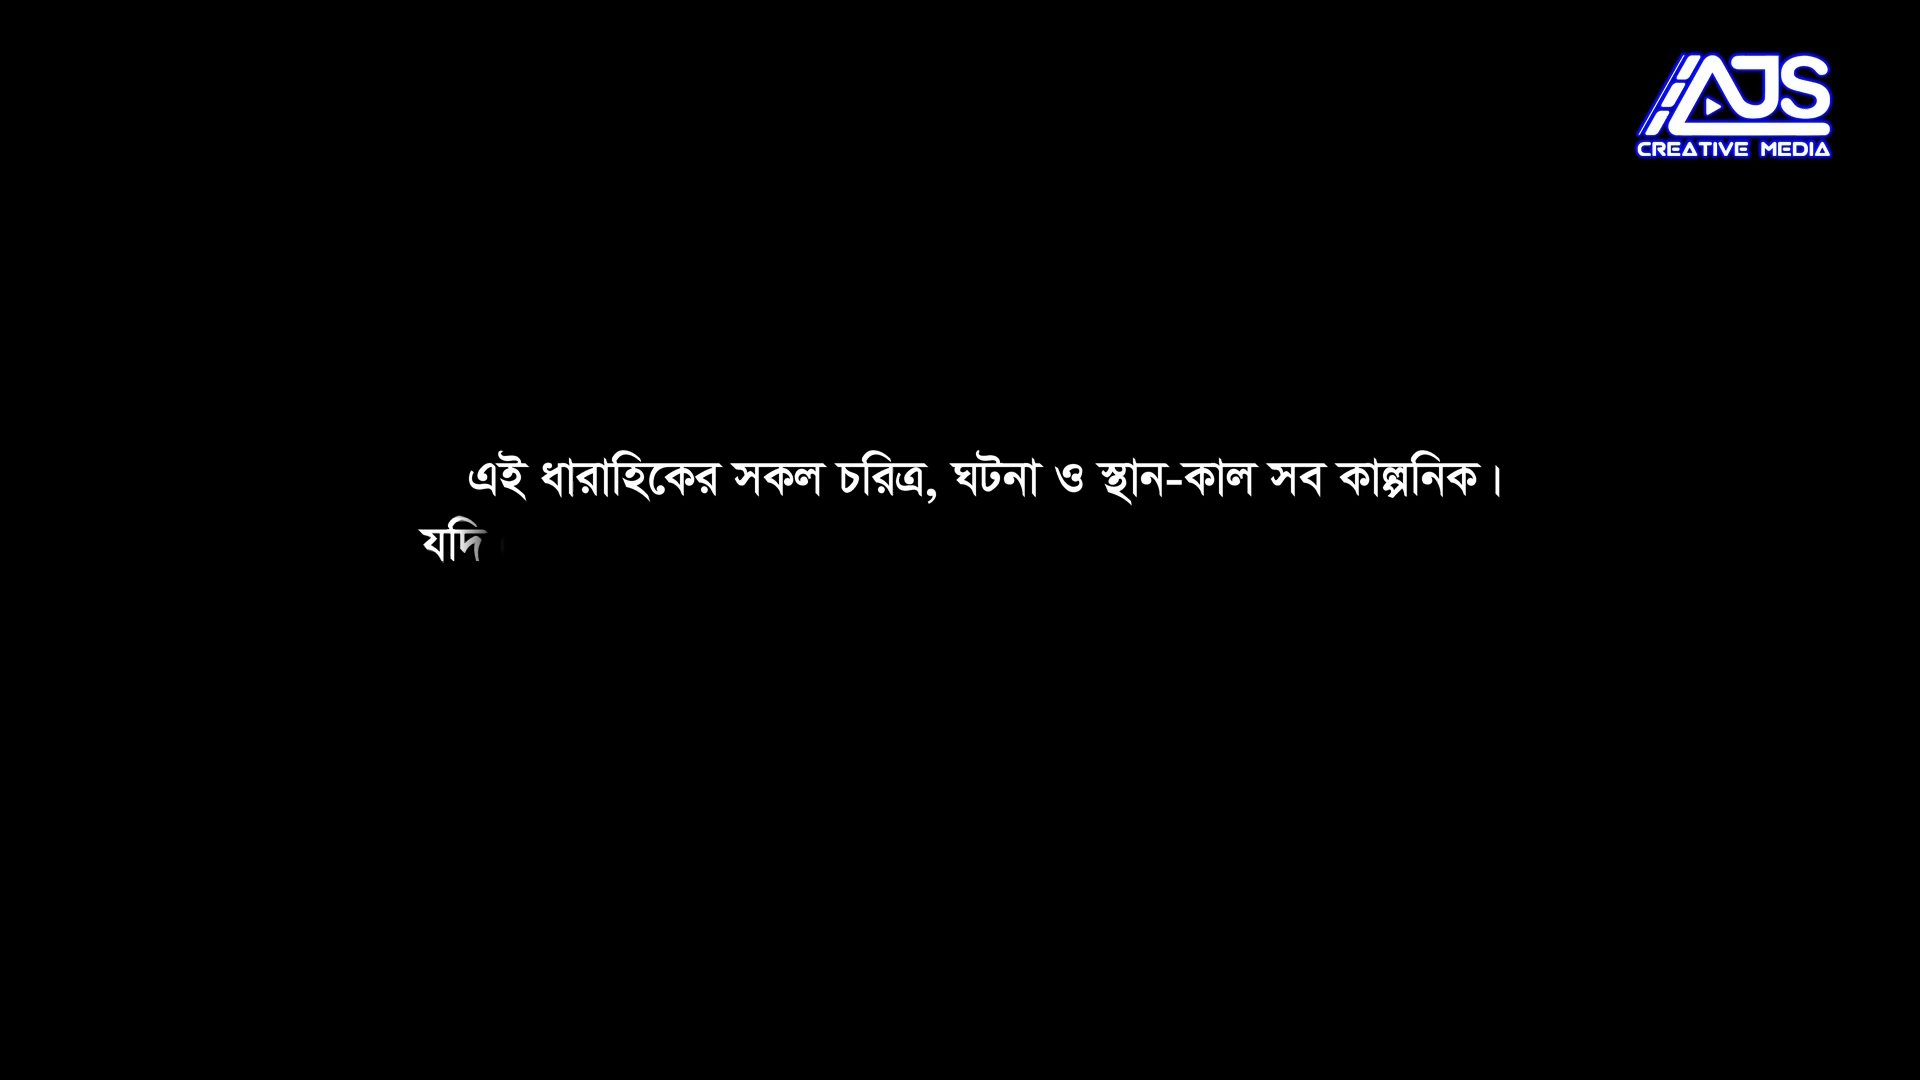 AJS
CREATIVE MEDIA
এই ধারাহিকের সকল চরিত্র, ঘটনা ও স্থান-কাল সব কাল্পনিক।
যদি